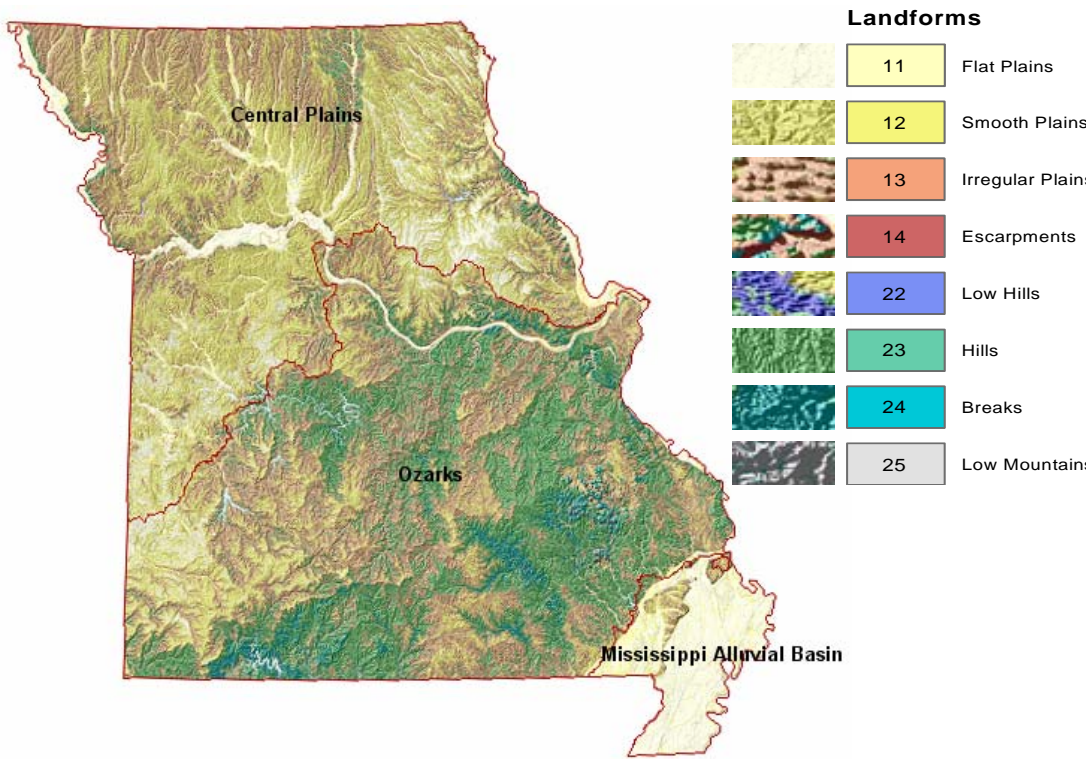 Landforms
11 Flat Plains
12 Smooth Plains
13 Irregular Plains
14 Escarpments
22 Low Hills
23 Hills
24 Breaks
25 Low Mountains
Central Plains
Ozarks
Mississippi Alluvial Basin